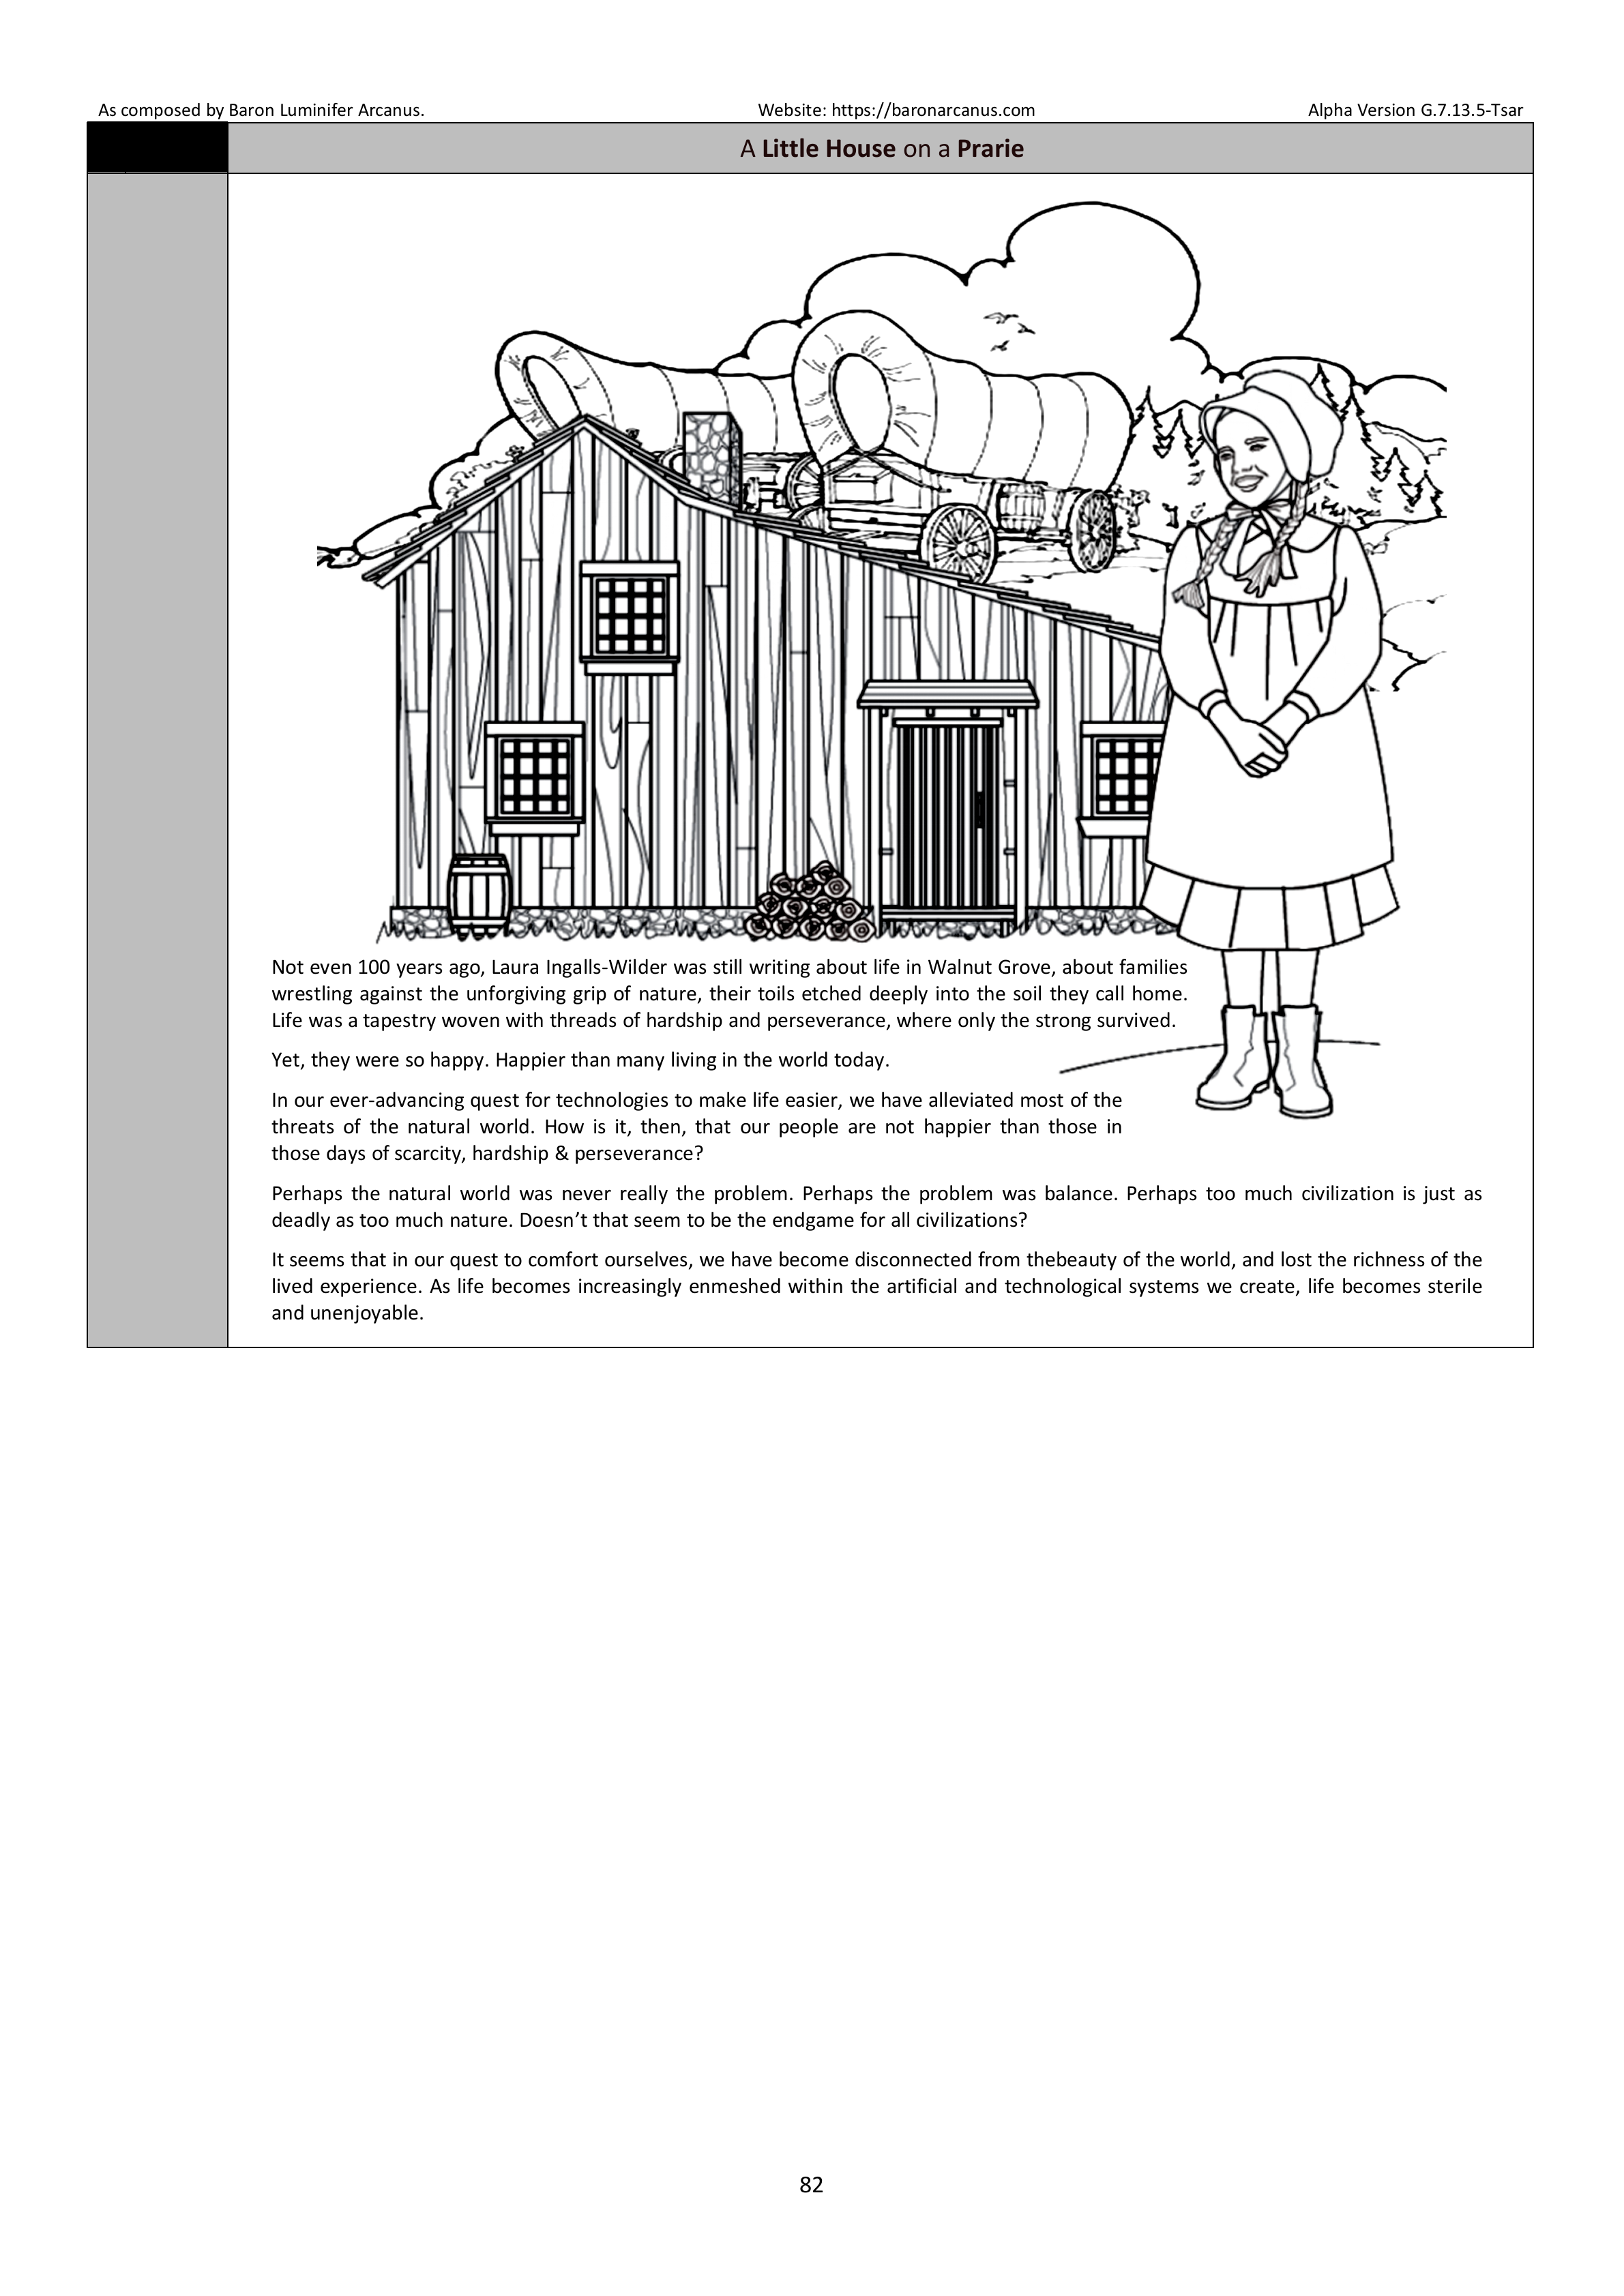 As composed by Baron Luminifer Arcanus. Website: https://baronarcanus.com Alpha Version G.7.13.5-Tsar
A Little House on a Prarie
Not even 100 years ago, Laura Ingalls-Wilder was still writing about life in Walnut Grove, about families
wrestling against the unforgiving grip of nature, their toils etched deeply into the soil they call home.
Life was a tapestry woven with threads of hardship and perseverance, where only the strong survived.
Yet, they were so happy. Happier than many living in the world today.
In our ever-advancing quest for technologies to make life easier, we have alleviated most of the
threats of the natural world. How is it, then, that our people are not happier than those in
those days of scarcity, hardship & perseverance?
Perhaps the natural world was never really the problem. Perhaps the problem was balance. Perhaps too much civilization is just as
deadly as too much nature. Doesn’t that seem to be the endgame for all civilizations?
It seems that in our quest to comfort ourselves, we have become disconnected from thebeauty of the world, and lost the richness of the
lived experience. As life becomes increasingly enmeshed within the artificial and technological systems we create, life becomes sterile
and unenjoyable.
82